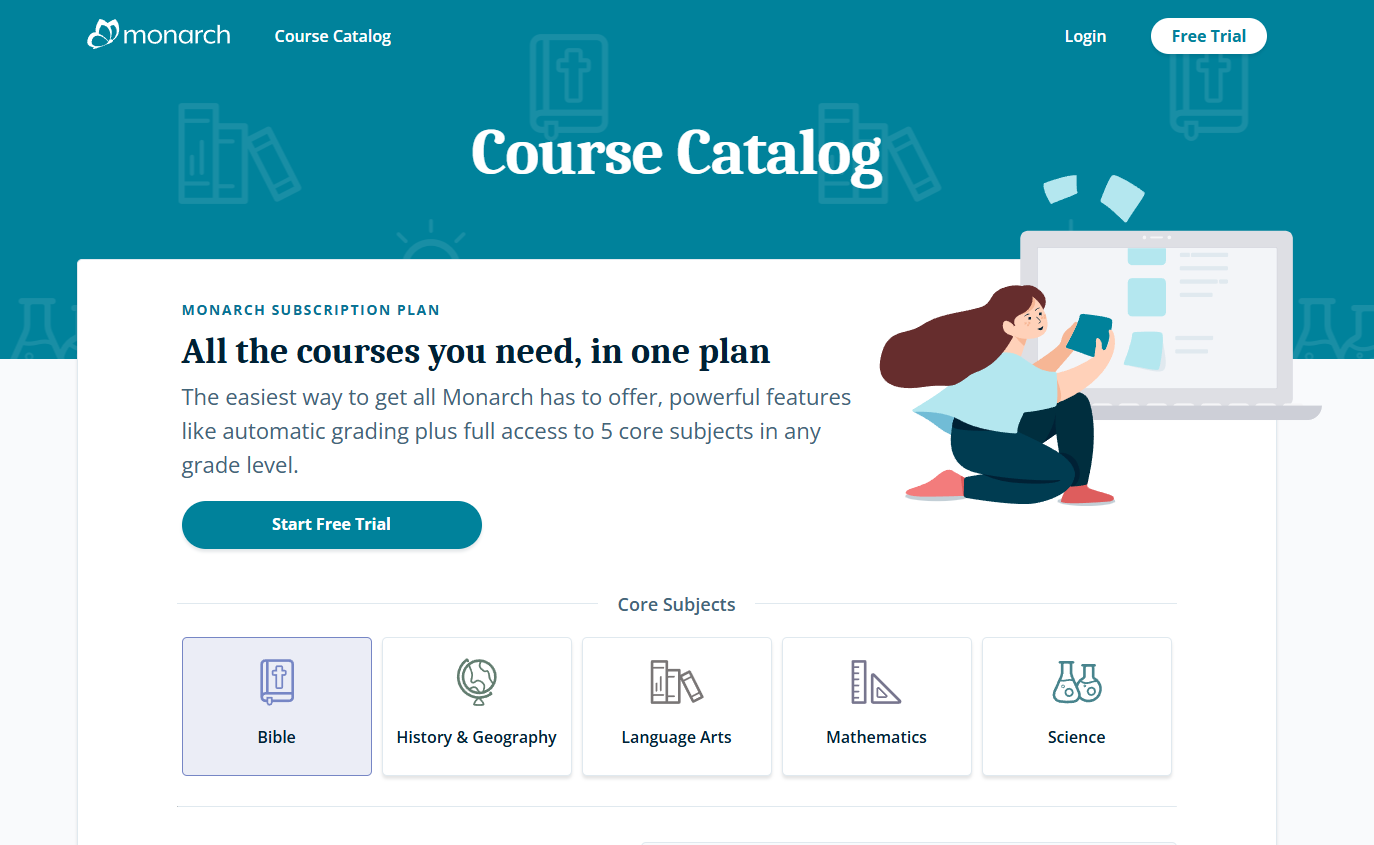 monarch
Course Catalog
Login
Free Trial
Course Catalog
MONARCH SUBSCRIPTION PLAN
All the courses you need, in one plan
The easiest way to get all Monarch has to offer, powerful features
like automatic grading plus full access to 5 core subjects in any
grade level.
Start Free Trial
Core Subjects
Bible
History & Geography
Language Arts
Mathematics
Science